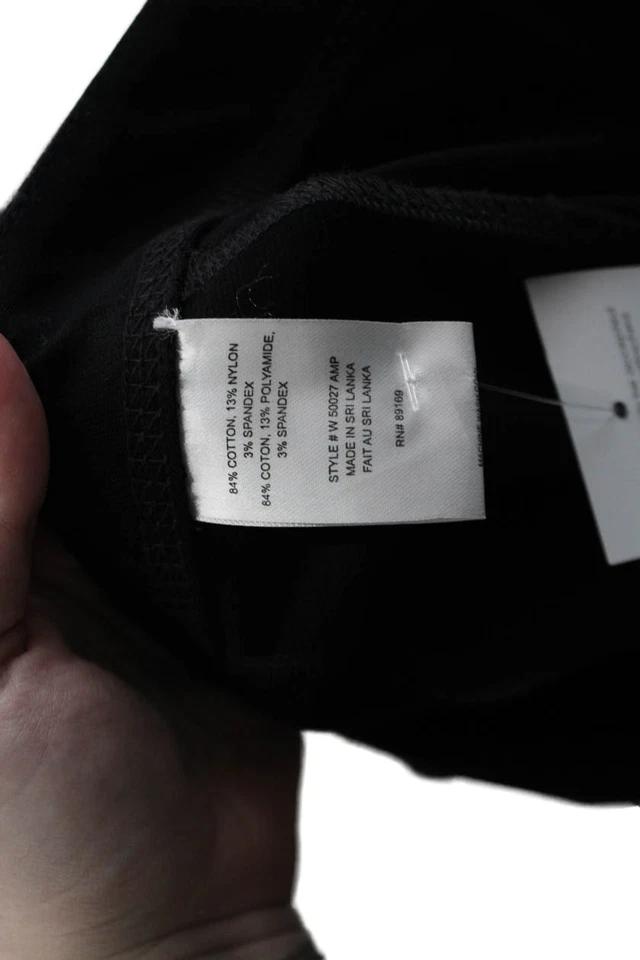 84% COTTON, 13% NYLON
3% SPANDEX
84% COTON, 13% POLYAMIDE,
3% SPANDEX
STYLE # W 50027 AMP
MADE IN SRI LANKA
FAIT AU SRI LANKA
RN# 89169